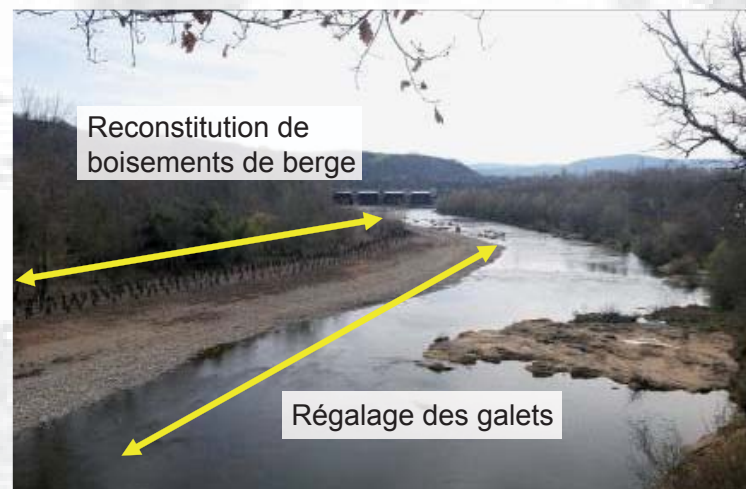 Reconstitution de
boisements de berge
Régalage des galets